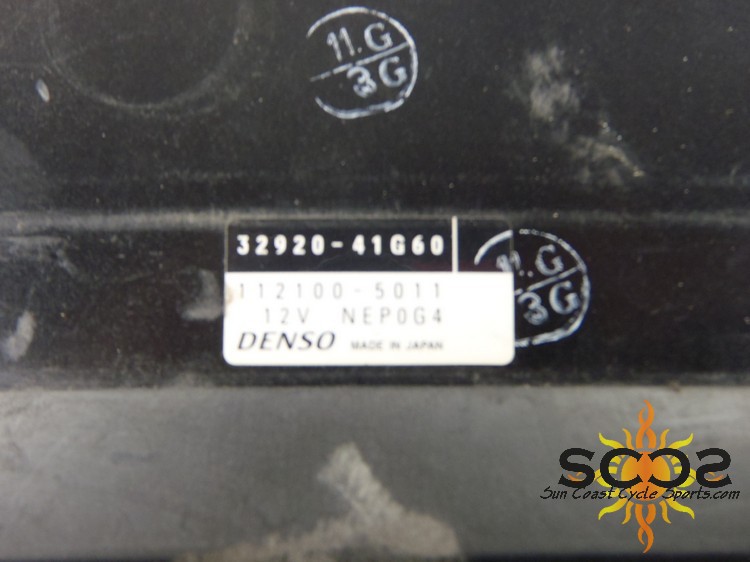 11.G
3G
32920-41G60
112100-5011
12V NEP0G4
DENSO MADE IN JAPAN
11.G
3G
SCCS
Sun Coast Cycle Sports.com